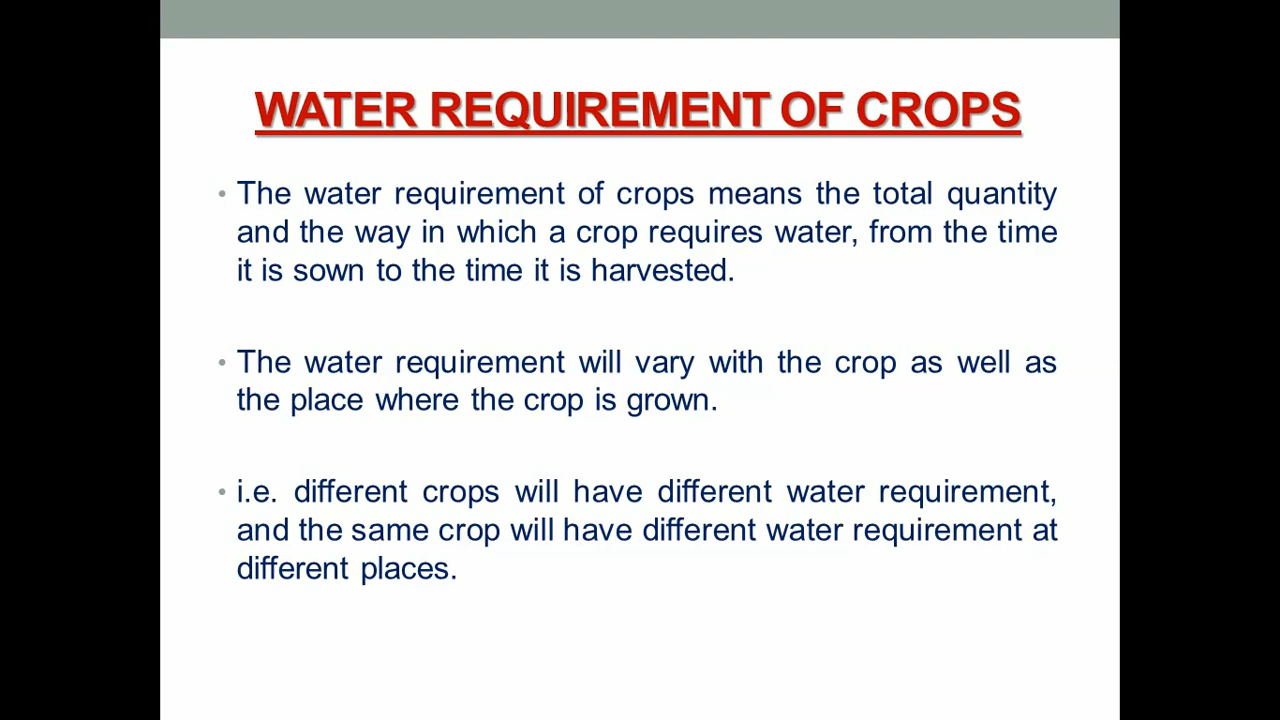 WATER REQUIREMENT OF CROPS
• The water requirement of crops means the total quantity
and the way in which a crop requires water, from the time
it is sown to the time it is harvested.
• The water requirement will vary with the crop as well as
the place where the crop is grown.
• i.e. different crops will have different water requirement,
and the same crop will have different water requirement at
different places.